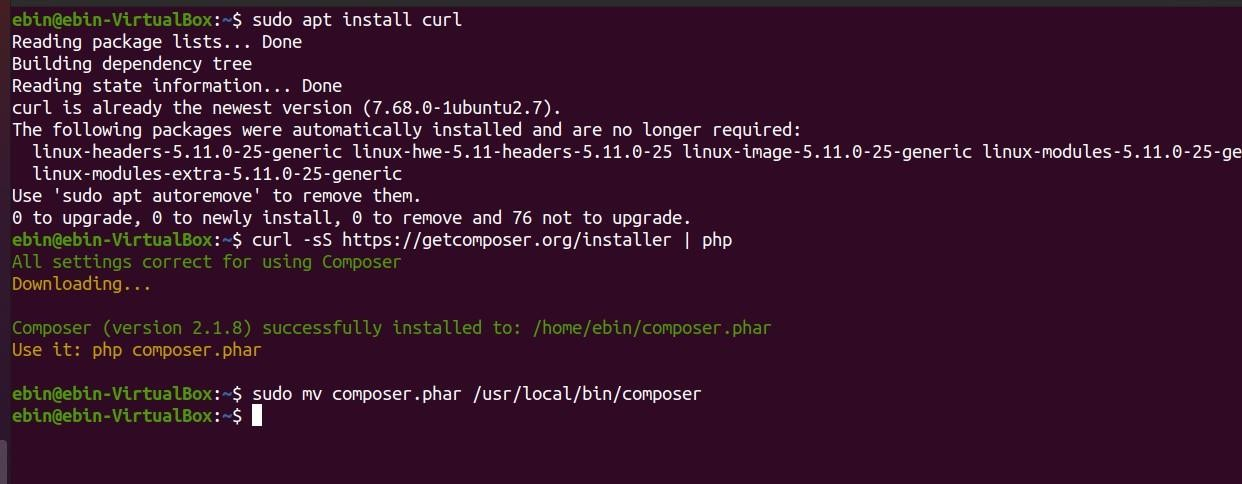 ebin@ebin-VirtualBox:~$ sudo apt install curl
Reading package lists... Done
Building dependency tree
Reading state information... Done
curl is already the newest version (7.68.0-1ubuntu2.7).
The following packages were automatically installed and are no longer required:
  linux-headers-5.11.0-25-generic linux-hwe-5.11-headers-5.11.0-25 linux-image-5.11.0-25-generic linux-modules-5.11.0-25-ge
  linux-modules-extra-5.11.0-25-generic
Use 'sudo apt autoremove' to remove them.
0 to upgrade, 0 to newly install, 0 to remove and 76 not to upgrade.
ebin@ebin-VirtualBox:~$ curl -sS https://getcomposer.org/installer | php
All settings correct for using Composer
Downloading...
Composer (version 2.1.8) successfully installed to: /home/ebin/composer.phar
Use it: php composer.phar
ebin@ebin-VirtualBox:~$ sudo mv composer.phar /usr/local/bin/composer
ebin@ebin-VirtualBox:~$